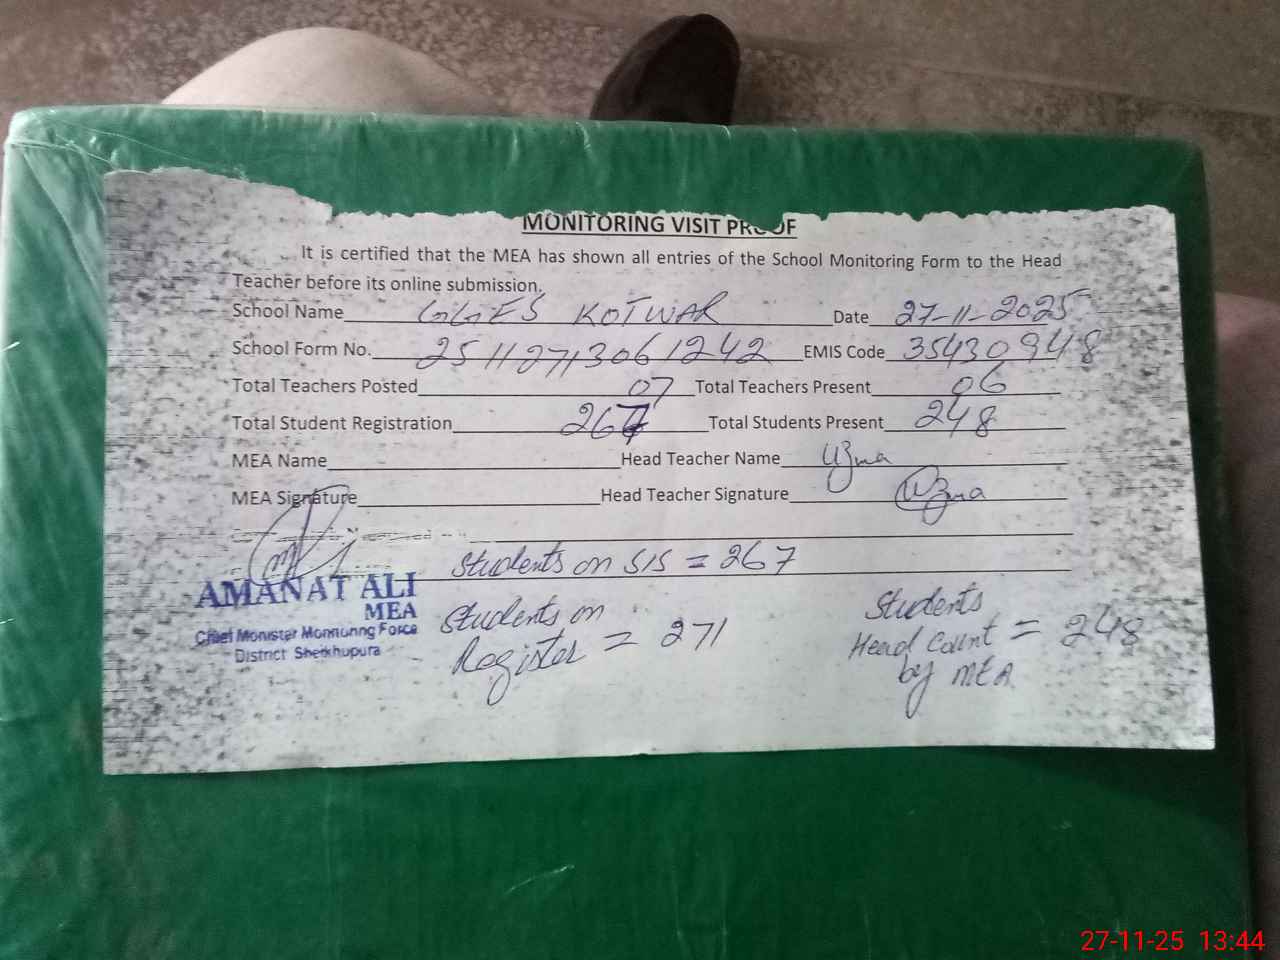 MONITORING VISIT PROOF
It is certified that the MEA has shown all entries of the School Monitoring Form to the Head
Teacher before its online submission.
School Name GGES KOTWAR Date 27-11-2025
School Form No. 25112713061242 EMIS Code 35430948
Total Teachers Posted 07 Total Teachers Present 06
Total Student Registration 267 Total Students Present 248
MEA Name Head Teacher Name Uzma
MEA Signature Head Teacher Signature Uzma
Students on SIS = 267
AMANAT ALI
MEA
Chief Monister Monitoring Force
District Sheikhupura
Students on
Register = 271
Students
Head Count = 248
by MEA
27-11-25 13:44